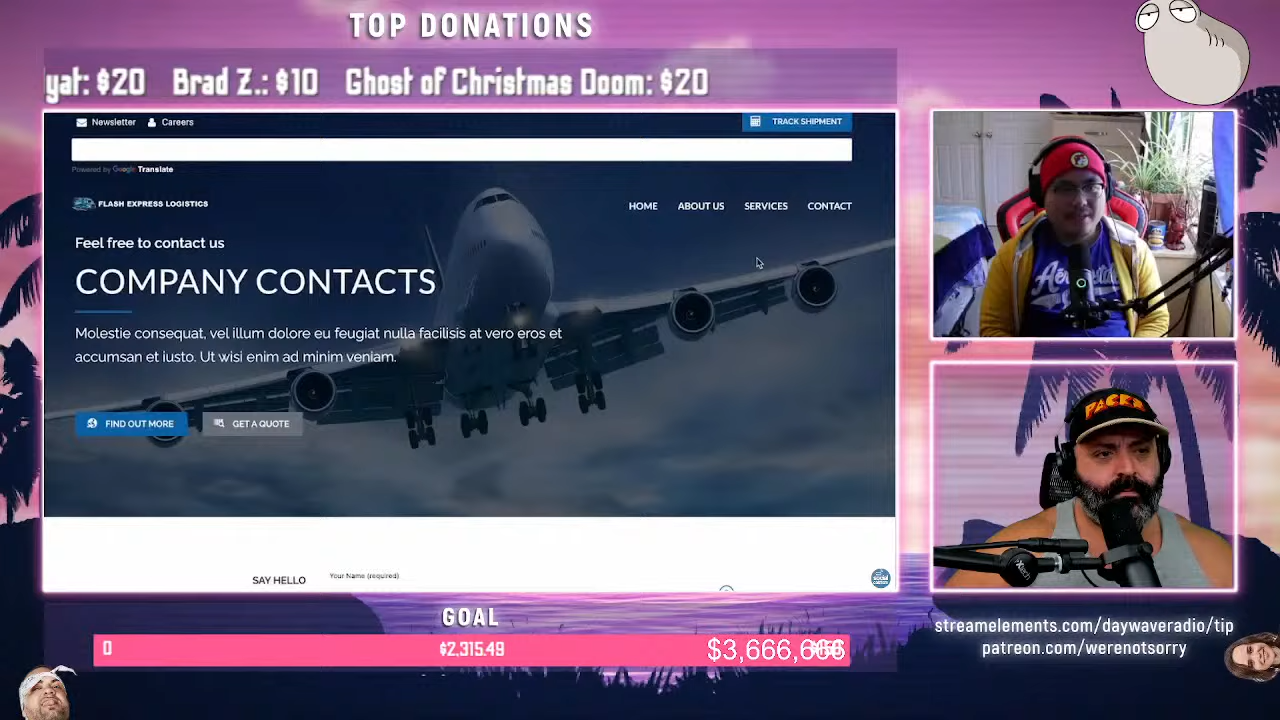 TOP DONATIONS
yat: $20 Brad Z.: $10 Ghost of Christmas Doom: $20
Newsletter Careers
TRACK SHIPMENT
Powered by Google Translate
FLASH EXPRESS LOGISTICS
HOME ABOUT US SERVICES CONTACT
Feel free to contact us
COMPANY CONTACTS
Molestie consequat, vel illum dolore eu feugiat nulla facilisis at vero eros et
accumsan et iusto. Ut wisi enim ad minim veniam.
FIND OUT MORE
GET A QUOTE
SAY HELLO
Your Name (required)
PACKS
GOAL
0
$2,315.49
$3,666,666
streamelements.com/daywaveradio/tip
patreon.com/werenotsorry